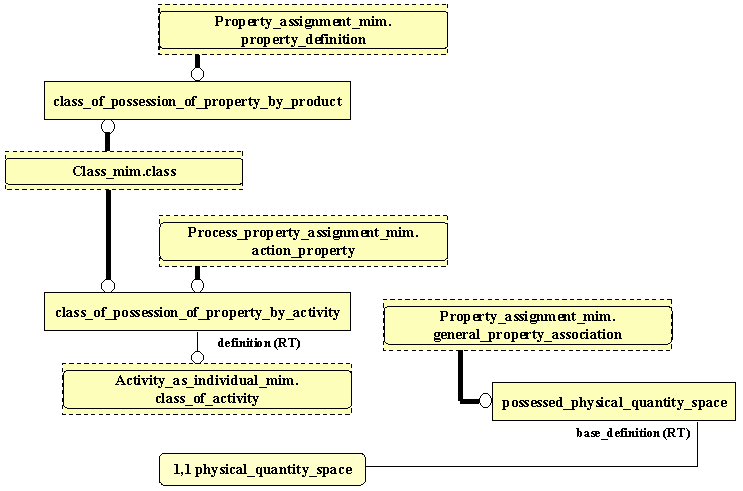 Property_assignment_mim.
property_definition
class_of_possession_of_property_by_product
Class_mim.class
Process_property_assignment_mim.
action_property
class_of_possession_of_property_by_activity
definition (RT)
Activity_as_individual_mim.
class_of_activity
Property_assignment_mim.
general_property_association
possessed_physical_quantity_space
base_definition (RT)
1,1 physical_quantity_space